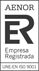 AENOR
ER
Empresa
Registrada
UNE-EN ISO 9001